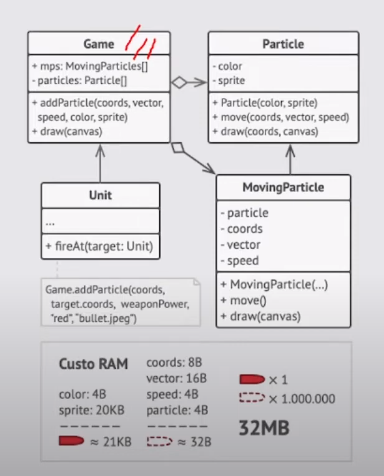 Game
+ mps: MovingParticles[]
- particles: Particle[]
+ addParticle(coords, vector,
speed, color, sprite)
+ draw(canvas)
Particle
- color
- sprite
+ Particle(color, sprite)
+ move(coords, vector, speed)
+ draw(coords, canvas)
Unit
...
+ fireAt(target: Unit)
MovingParticle
- particle
- coords
- vector
- speed
+ MovingParticle(...)
+ move()
+ draw(canvas)
Game.addParticle(coords,
target.coords, weaponPower,
"red", "bullet.jpeg")
Custo RAM
color: 4B
sprite: 20KB
------
≈ 21KB
coords: 8B
vector: 16B
speed: 4B
particle: 4B
------
≈ 32B
× 1
× 1.000.000
32MB